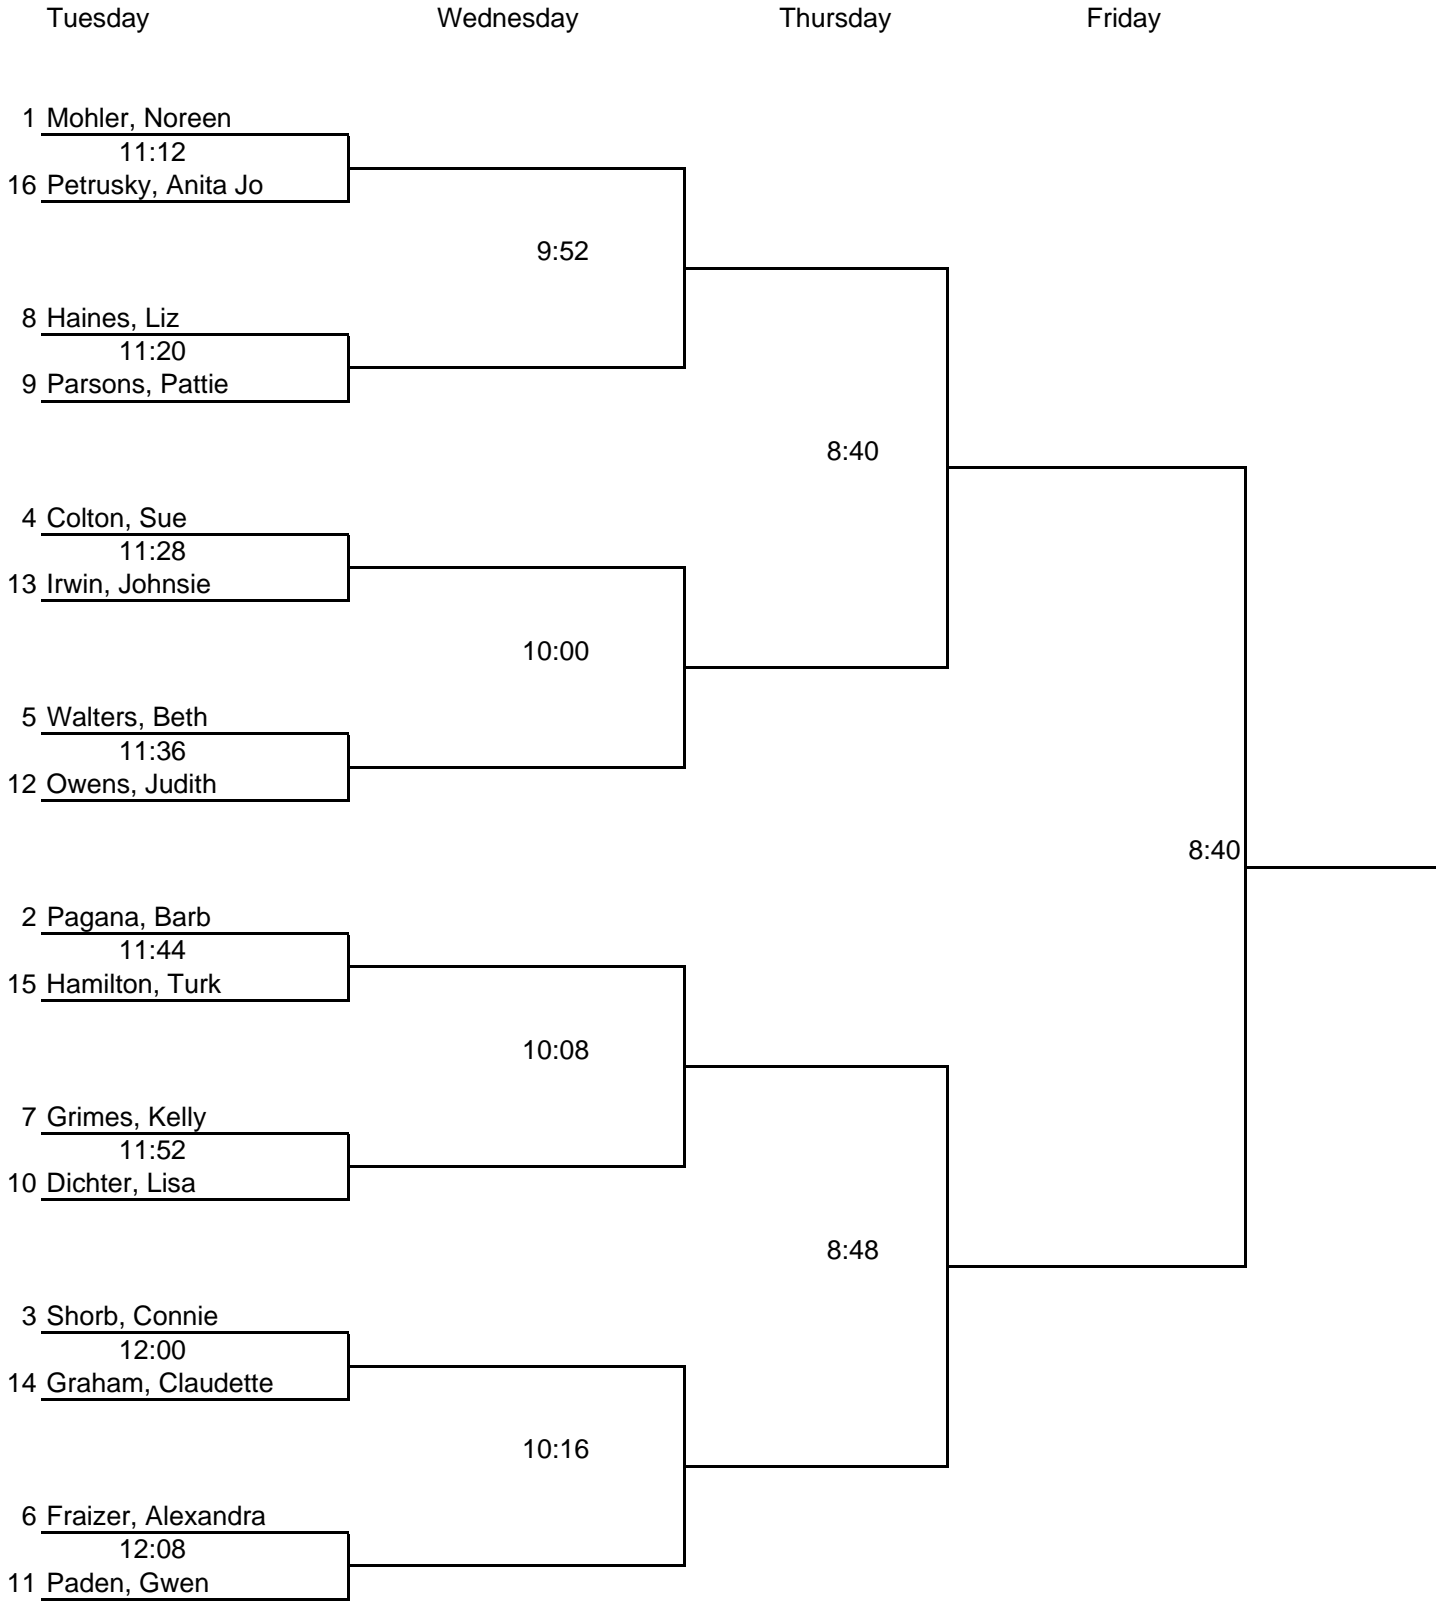 Tuesday Wednesday Thursday Friday
1 Mohler, Noreen
11:12
16 Petrusky, Anita Jo
9:52
8 Haines, Liz
11:20
9 Parsons, Pattie
8:40
4 Colton, Sue
11:28
13 Irwin, Johnsie
10:00
5 Walters, Beth
11:36
12 Owens, Judith
8:40
2 Pagana, Barb
11:44
15 Hamilton, Turk
10:08
7 Grimes, Kelly
11:52
10 Dichter, Lisa
8:48
3 Shorb, Connie
12:00
14 Graham, Claudette
10:16
6 Fraizer, Alexandra
12:08
11 Paden, Gwen